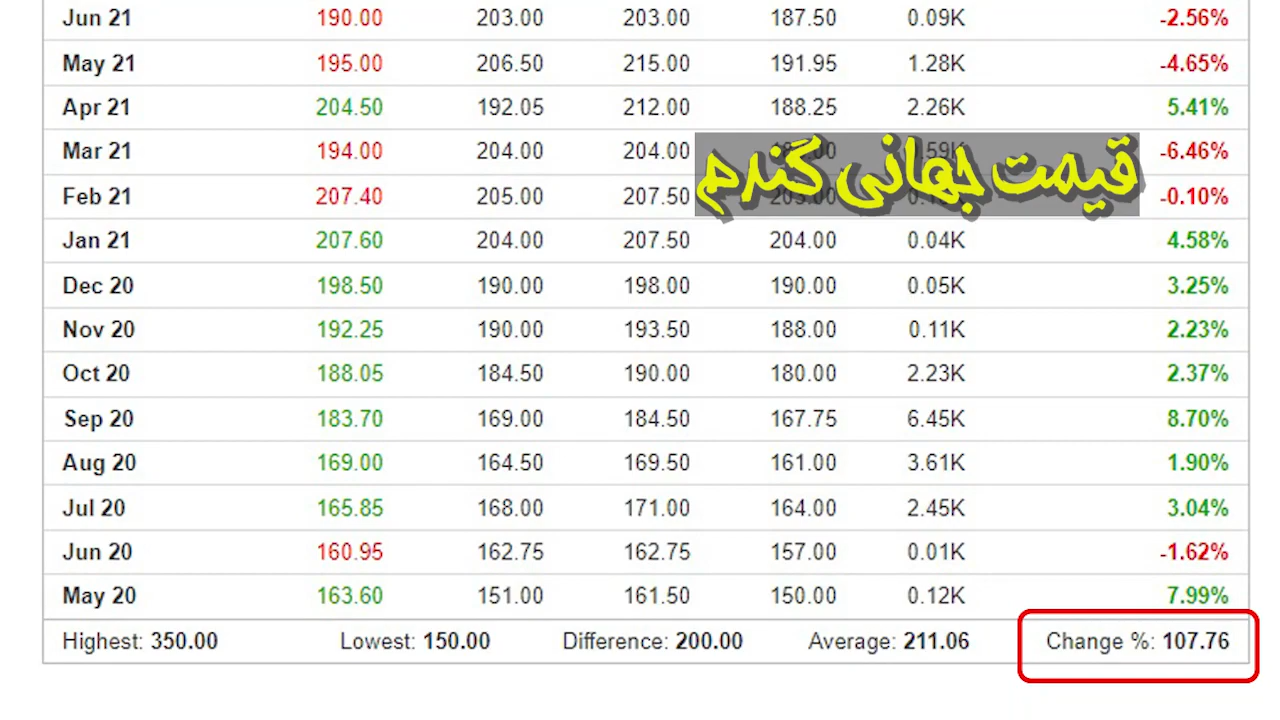 Jun 21 190.00 203.00 203.00 187.50 0.09K -2.56%
May 21 195.00 206.50 215.00 191.95 1.28K -4.65%
Apr 21 204.50 192.05 212.00 188.25 2.26K 5.41%
Mar 21 194.00 204.00 204.00 -6.46%
قیمت جهانی گندم
Feb 21 207.40 205.00 207.50 -0.10%
Jan 21 207.60 204.00 207.50 204.00 0.04K 4.58%
Dec 20 198.50 190.00 198.00 190.00 0.05K 3.25%
Nov 20 192.25 190.00 193.50 188.00 0.11K 2.23%
Oct 20 188.05 184.50 190.00 180.00 2.23K 2.37%
Sep 20 183.70 169.00 184.50 167.75 6.45K 8.70%
Aug 20 169.00 164.50 169.50 161.00 3.61K 1.90%
Jul 20 165.85 168.00 171.00 164.00 2.45K 3.04%
Jun 20 160.95 162.75 162.75 157.00 0.01K -1.62%
May 20 163.60 151.00 161.50 150.00 0.12K 7.99%
Highest: 350.00 Lowest: 150.00 Difference: 200.00 Average: 211.06 Change %: 107.76